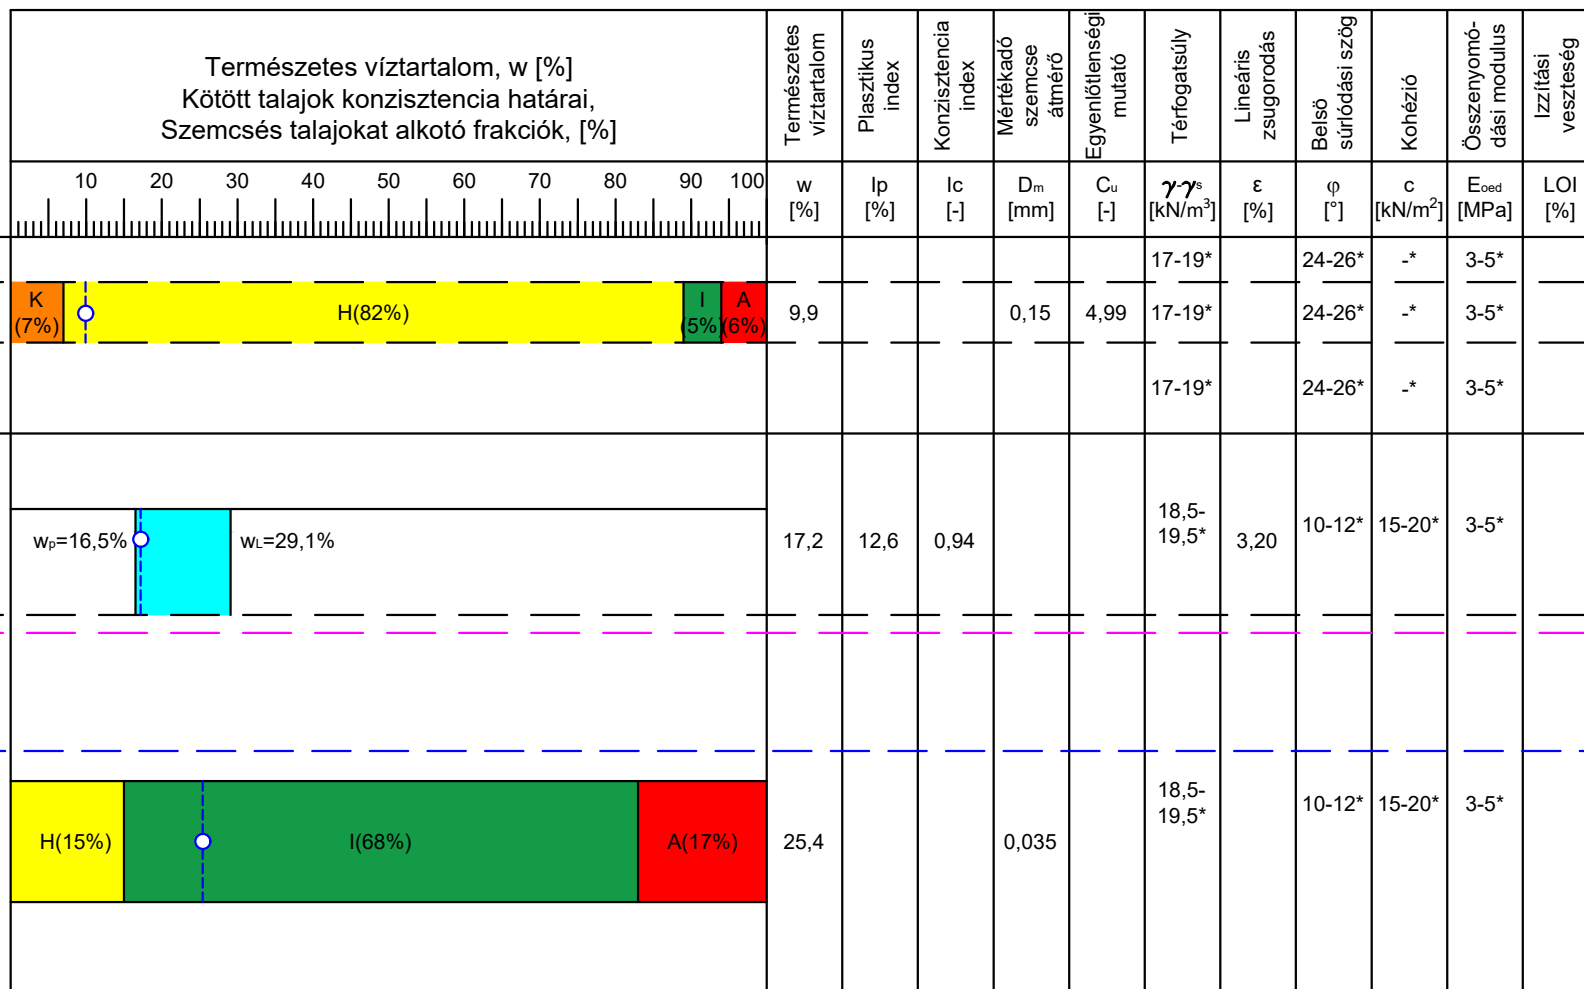 Természetes víztartalom, w [%]
Kötött talajok konzisztencia határai,
Szemcsés talajokat alkotó frakciók, [%]
Természetes
víztartalom
Plasztikus
index
Konzisztencia
index
Mértékadó
szemcse
átmérő
Egyenlőtlenségi
mutató
Térfogatsúly
Lineáris
zsugorodás
Belsö
súrlódási szög
Kohézió
Összenyomó-
dási modulus
Izzítási
veszteség
10 20 30 40 50 60 70 80 90 100
w
[%]
Ip
[%]
Ic
[-]
Dm
[mm]
Cu
[-]
γ-γs
[kN/m³]
ε
[%]
φ
[°]
c
[kN/m²]
Eoed
[MPa]
LOI
[%]
17-19* 24-26* -* 3-5*
K
(7%)
H(82%)
I
(5%)
A
(6%)
9,9 0,15 4,99 17-19* 24-26* -* 3-5*
17-19* 24-26* -* 3-5*
wp=16,5% wL=29,1% 17,2 12,6 0,94
18,5-
19,5*
3,20 10-12* 15-20* 3-5*
H(15%) I(68%) A(17%) 25,4 0,035
18,5-
19,5*
10-12* 15-20* 3-5*